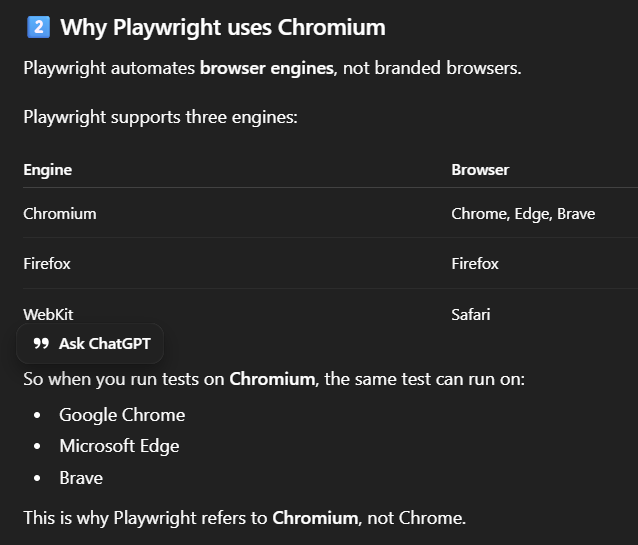 2 Why Playwright uses Chromium
Playwright automates browser engines, not branded browsers.
Playwright supports three engines:
Engine Browser
Chromium Chrome, Edge, Brave
Firefox Firefox
WebKit Safari
Ask ChatGPT
So when you run tests on Chromium, the same test can run on:
• Google Chrome
• Microsoft Edge
• Brave
This is why Playwright refers to Chromium, not Chrome.